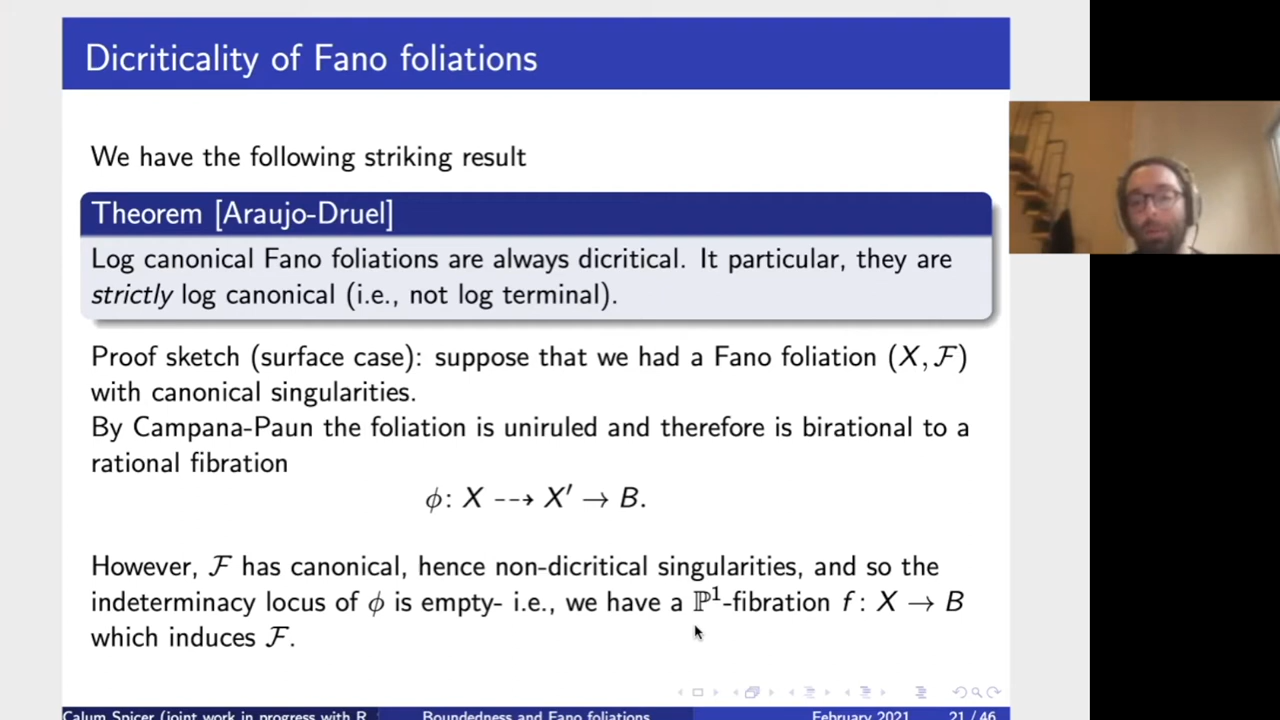 Dicriticality of Fano foliations
We have the following striking result
Theorem [Araujo-Druel]
Log canonical Fano foliations are always dicritical. It particular, they are
strictly log canonical (i.e., not log terminal).
Proof sketch (surface case): suppose that we had a Fano foliation (X, ℱ)
with canonical singularities.
By Campana-Paun the foliation is uniruled and therefore is birational to a
rational fibration
ϕ: X ⇢ X′ → B.
However, ℱ has canonical, hence non-dicritical singularities, and so the
indeterminacy locus of ϕ is empty- i.e., we have a ℙ¹-fibration f: X → B
which induces ℱ.
Calum Spicer (joint work in progress with R.
Boundedness and Fano foliations
February 2021
21 / 46